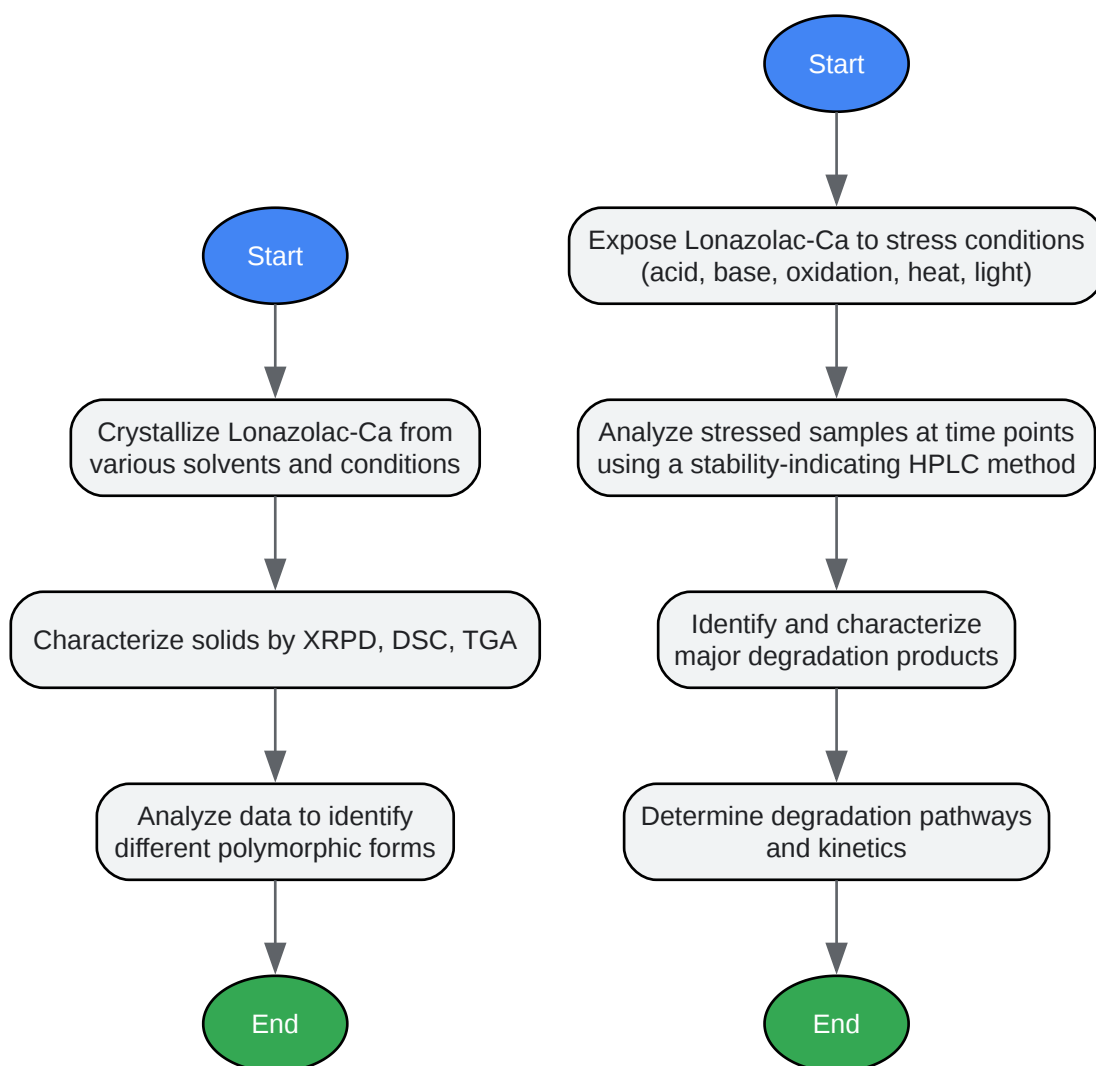 Start
Crystallize Lonazolac-Ca from
various solvents and conditions
Characterize solids by XRPD, DSC, TGA
Analyze data to identify
different polymorphic forms
End
Start
Expose Lonazolac-Ca to stress conditions
(acid, base, oxidation, heat, light)
Analyze stressed samples at time points
using a stability-indicating HPLC method
Identify and characterize
major degradation products
Determine degradation pathways
and kinetics
End